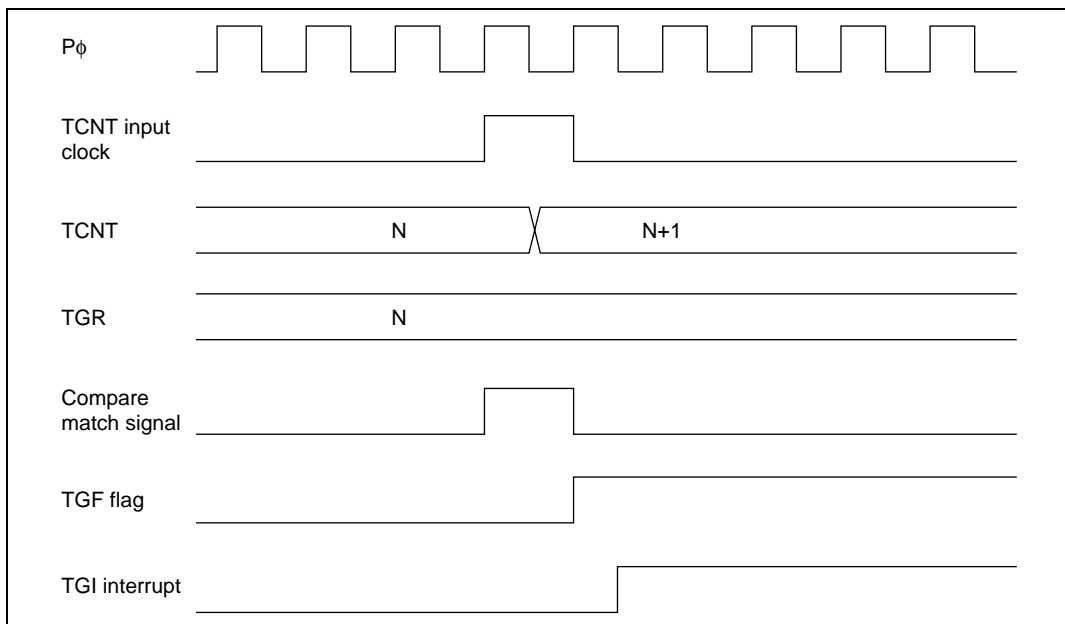 Pϕ
TCNT input
clock
TCNT
N
N+1
TGR
N
Compare
match signal
TGF flag
TGI interrupt